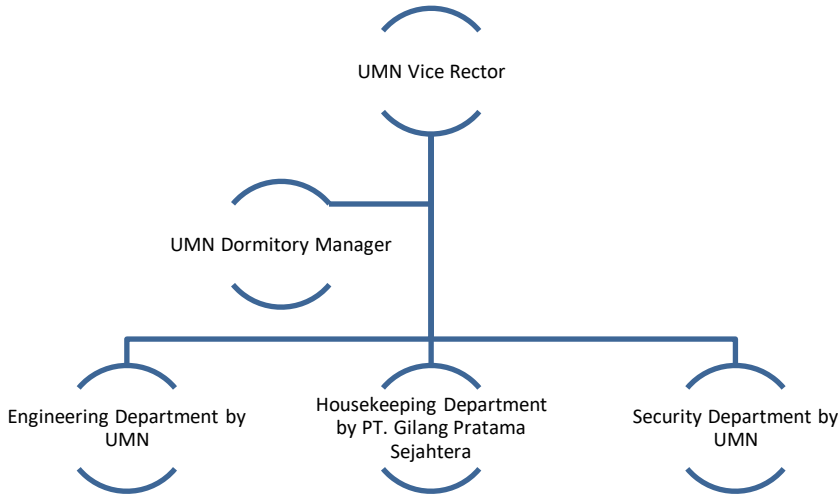 UMN Vice Rector
UMN Dormitory Manager
Engineering Department by
UMN
Housekeeping Department
by PT. Gilang Pratama
Sejahtera
Security Department by
UMN